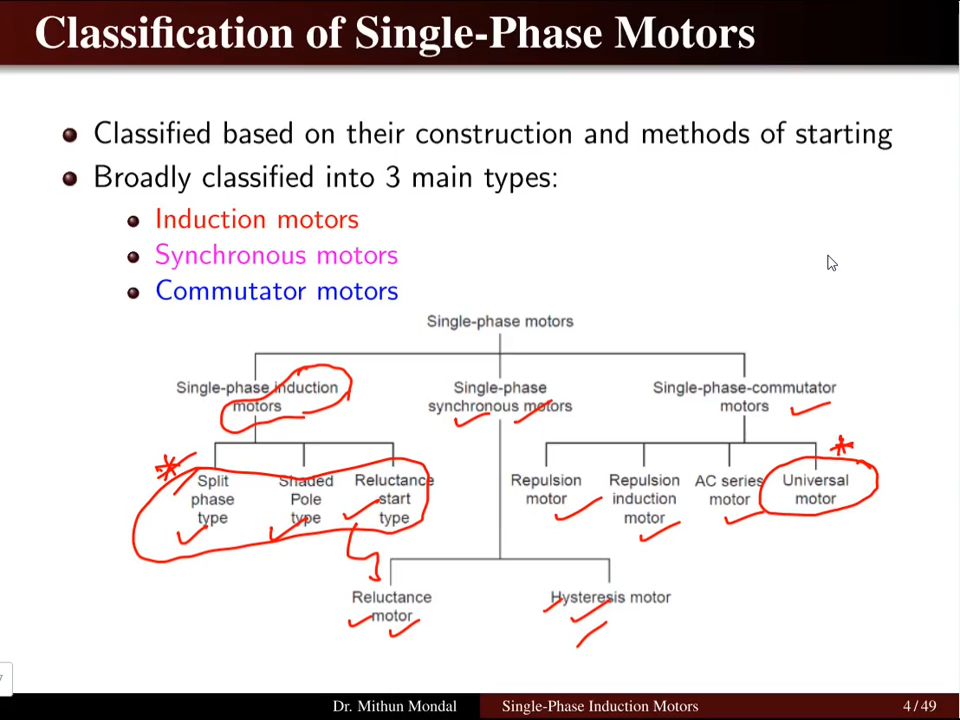 Classification of Single-Phase Motors
Classified based on their construction and methods of starting
Broadly classified into 3 main types:
Induction motors
Synchronous motors
Commutator motors
Single-phase motors
Single-phase induction
motors
Single-phase
synchronous motors
Single-phase-commutator
motors
Split
phase
type
Shaded
Pole
type
Reluctance
start
type
Repulsion
motor
Repulsion
induction
motor
AC series
motor
Universal
motor
Reluctance
motor
Hysteresis motor
Dr. Mithun Mondal
Single-Phase Induction Motors
4 / 49